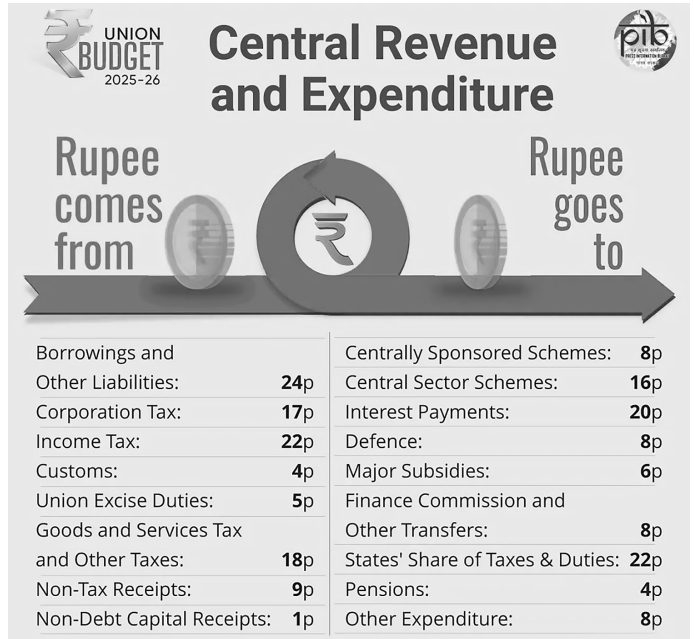 UNION
BUDGET
2025-26
Central Revenue
and Expenditure
pib
PRESS INFORMATION BUREAU
Rupee
comes
from
₹
Rupee
goes
to
Borrowings and
Other Liabilities: 24p
Corporation Tax: 17p
Income Tax: 22p
Customs: 4p
Union Excise Duties: 5p
Goods and Services Tax
and Other Taxes: 18p
Non-Tax Receipts: 9p
Non-Debt Capital Receipts: 1p
Centrally Sponsored Schemes: 8p
Central Sector Schemes: 16p
Interest Payments: 20p
Defence: 8p
Major Subsidies: 6p
Finance Commission and
Other Transfers: 8p
States' Share of Taxes & Duties: 22p
Pensions: 4p
Other Expenditure: 8p